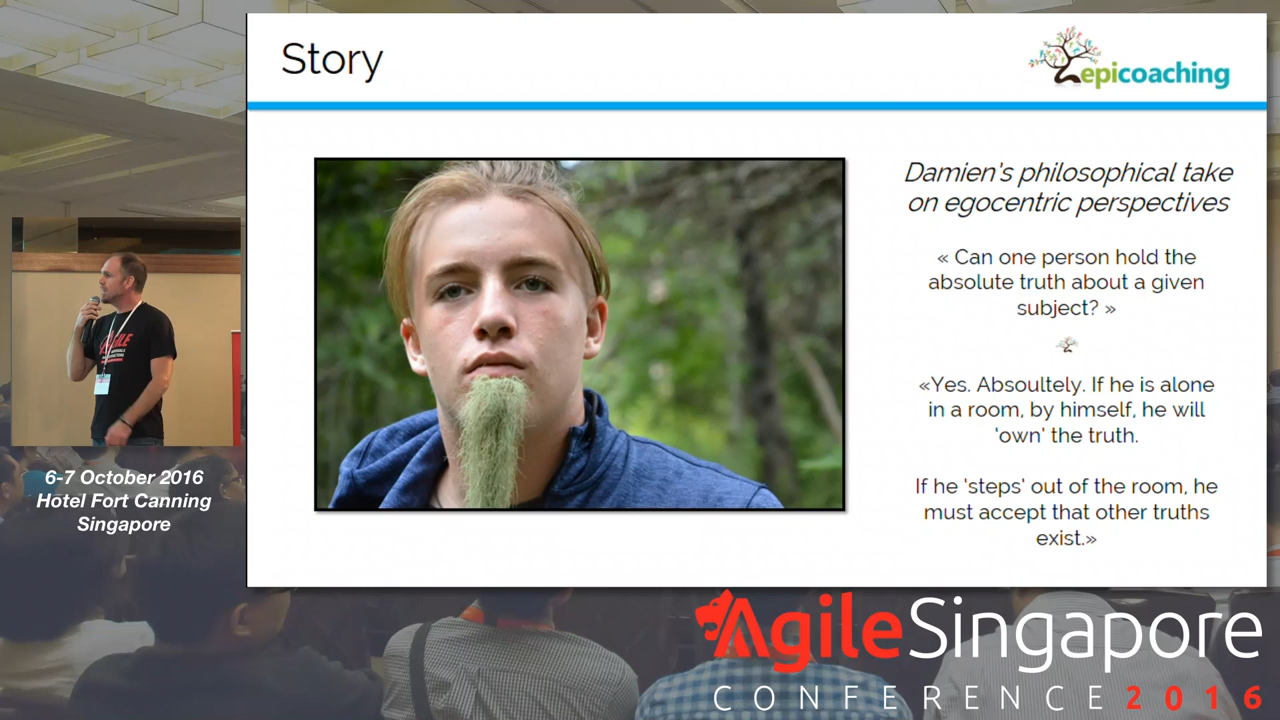 Story
epicoaching
Damien's philosophical take
on egocentric perspectives
« Can one person hold the
absolute truth about a given
subject? »
«Yes. Absoultely. If he is alone
in a room, by himself, he will
'own' the truth.
If he 'steps' out of the room, he
must accept that other truths
exist.»
6-7 October 2016
Hotel Fort Canning
Singapore
AgileSingapore
CONFERENCE 2016